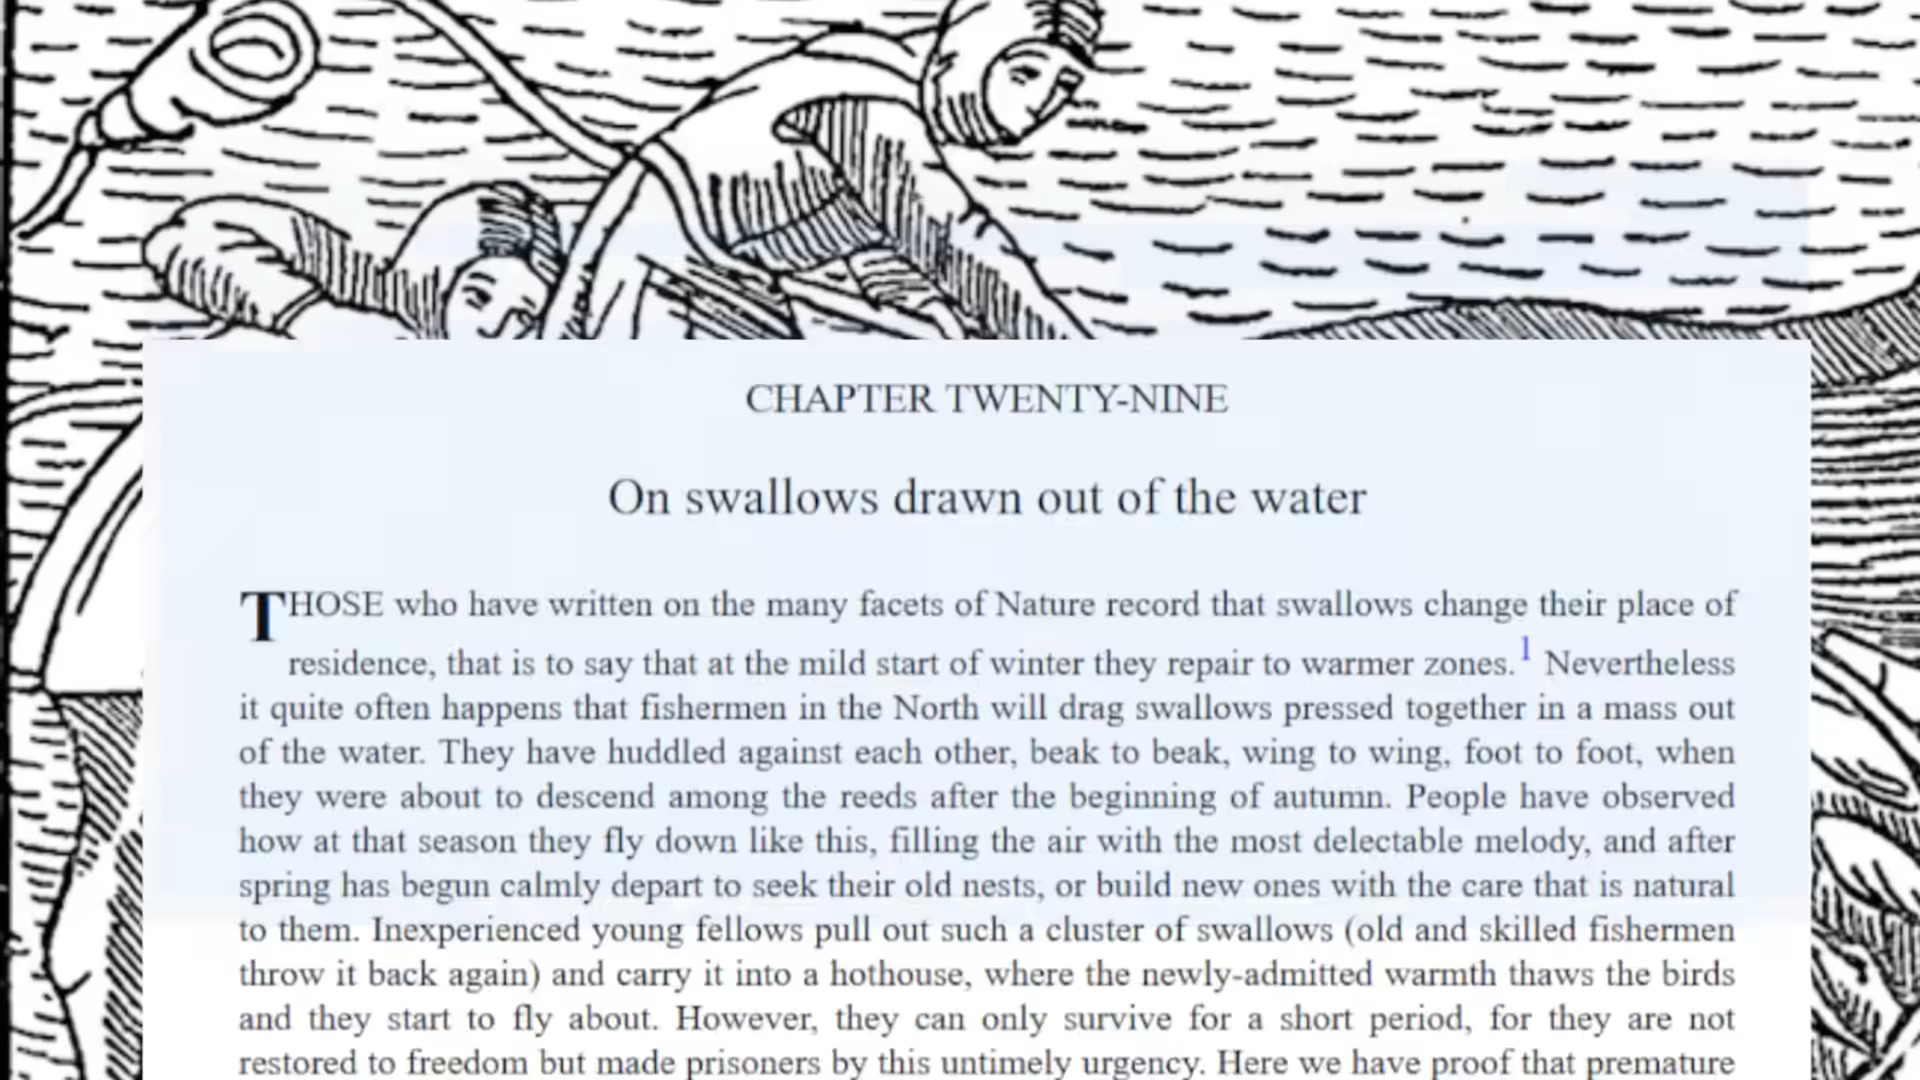 CHAPTER TWENTY-NINE
On swallows drawn out of the water
THOSE who have written on the many facets of Nature record that swallows change their place of
residence, that is to say that at the mild start of winter they repair to warmer zones.1 Nevertheless
it quite often happens that fishermen in the North will drag swallows pressed together in a mass out
of the water. They have huddled against each other, beak to beak, wing to wing, foot to foot, when
they were about to descend among the reeds after the beginning of autumn. People have observed
how at that season they fly down like this, filling the air with the most delectable melody, and after
spring has begun calmly depart to seek their old nests, or build new ones with the care that is natural
to them. Inexperienced young fellows pull out such a cluster of swallows (old and skilled fishermen
throw it back again) and carry it into a hothouse, where the newly-admitted warmth thaws the birds
and they start to fly about. However, they can only survive for a short period, for they are not
restored to freedom but made prisoners by this untimely urgency. Here we have proof that premature